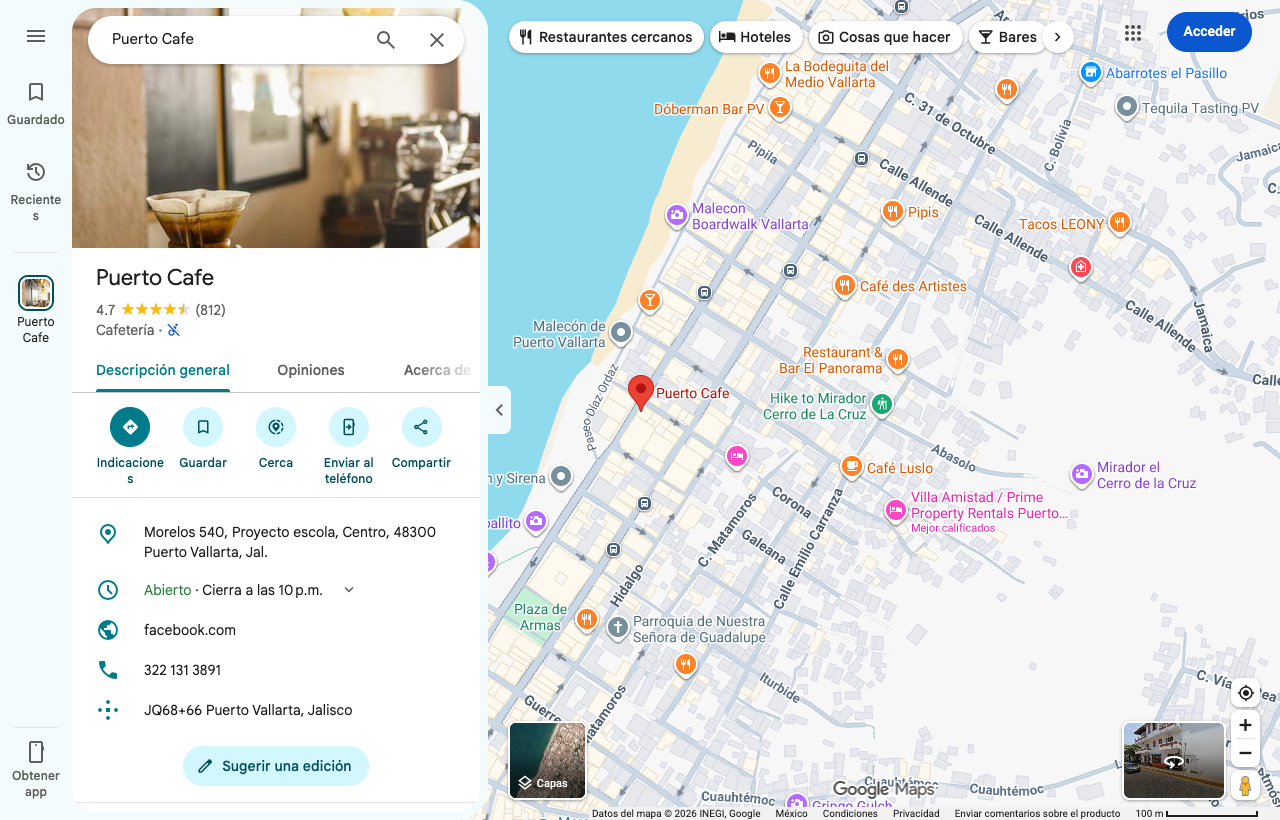 Puerto Cafe
Guardado
Reciente
s
Puerto
Cafe
Obtener
app
Puerto Cafe
4.7
(812)
Cafetería ·
Descripción general
Opiniones
Acerca de
Indicacione
s
Guardar
Cerca
Enviar al
teléfono
Compartir
Morelos 540, Proyecto escola, Centro, 48300
Puerto Vallarta, Jal.
Abierto · Cierra a las 10 p.m.
facebook.com
322 131 3891
JQ68+66 Puerto Vallarta, Jalisco
Sugerir una edición
Restaurantes cercanos
Hoteles
Cosas que hacer
Bares
Acceder
La Bodeguita del
Medio Vallarta
Dóberman Bar PV
Abarrotes el Pasillo
Tequila Tasting PV
C. 31 de Octubre
C. Bolivia
Jamaica
Pipila
Calle Allende
Malecon
Boardwalk Vallarta
Pipis
Calle Allende
Tacos LEONY
Café des Artistes
Malecón de
Puerto Vallarta
Jamaica
Calle Allende
Restaurant &
Bar El Panorama
Paseo Díaz Ordaz
Puerto Cafe
Hike to Mirador
Cerro de La Cruz
n y Sirena
Café Luslo
Abasolo
Mirador el
Cerro de la Cruz
Corona
Villa Amistad / Prime
Property Rentals Puerto...
Mejor calificados
aballito
C. Matamoros
Galeana
Calle Emilio Carranza
Hidalgo
Plaza de
Armas
Parroquia de Nuestra
Señora de Guadalupe
Iturbide
Guerre
Matamoros
Capas
Cuauhtémoc
Cuauhtémoc
Cuauhtémoc
Gringo Gulch
Google Maps
Datos del mapa © 2026 INEGI, Google
México
Condiciones
Privacidad
Enviar comentarios sobre el producto
100 m